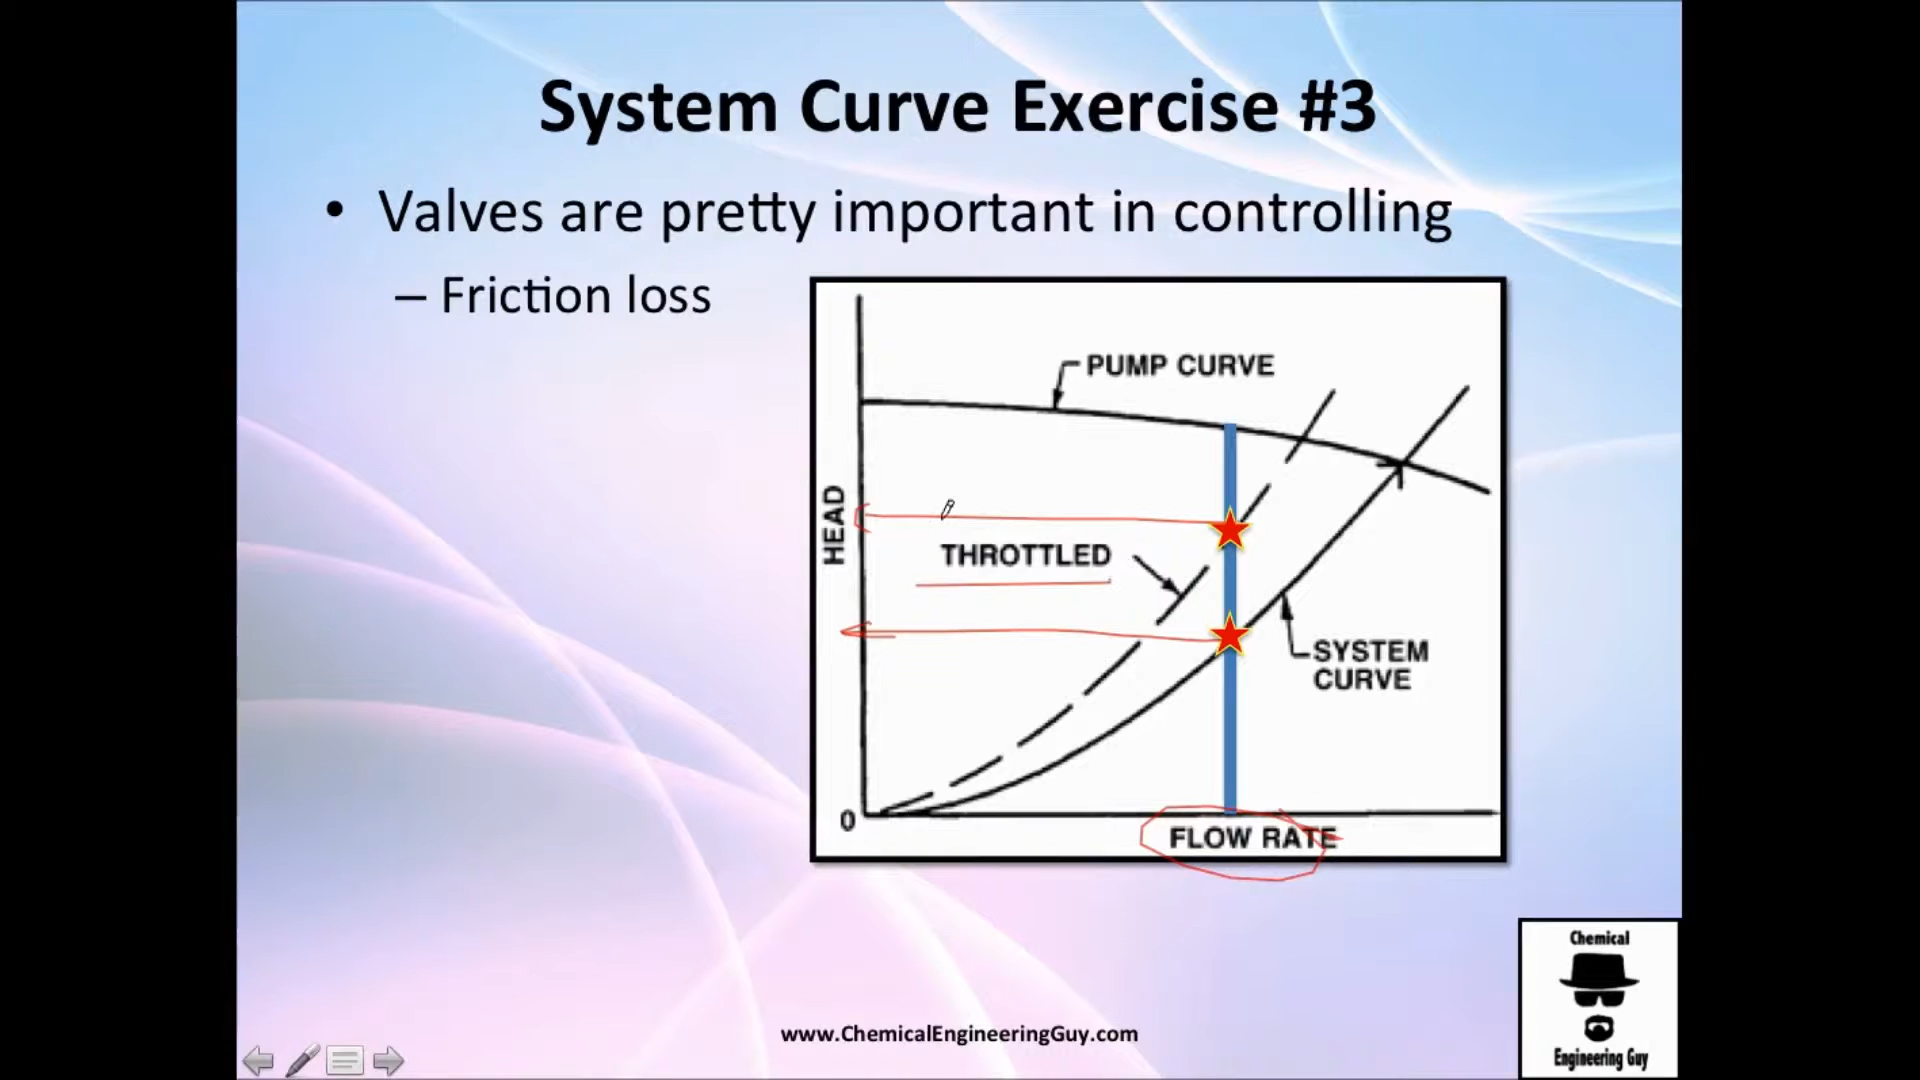 System Curve Exercise #3
• Valves are pretty important in controlling
– Friction loss
PUMP CURVE
HEAD
THROTTLED
SYSTEM
CURVE
0
FLOW RATE
www.ChemicalEngineeringGuy.com
Chemical
Engineering Guy